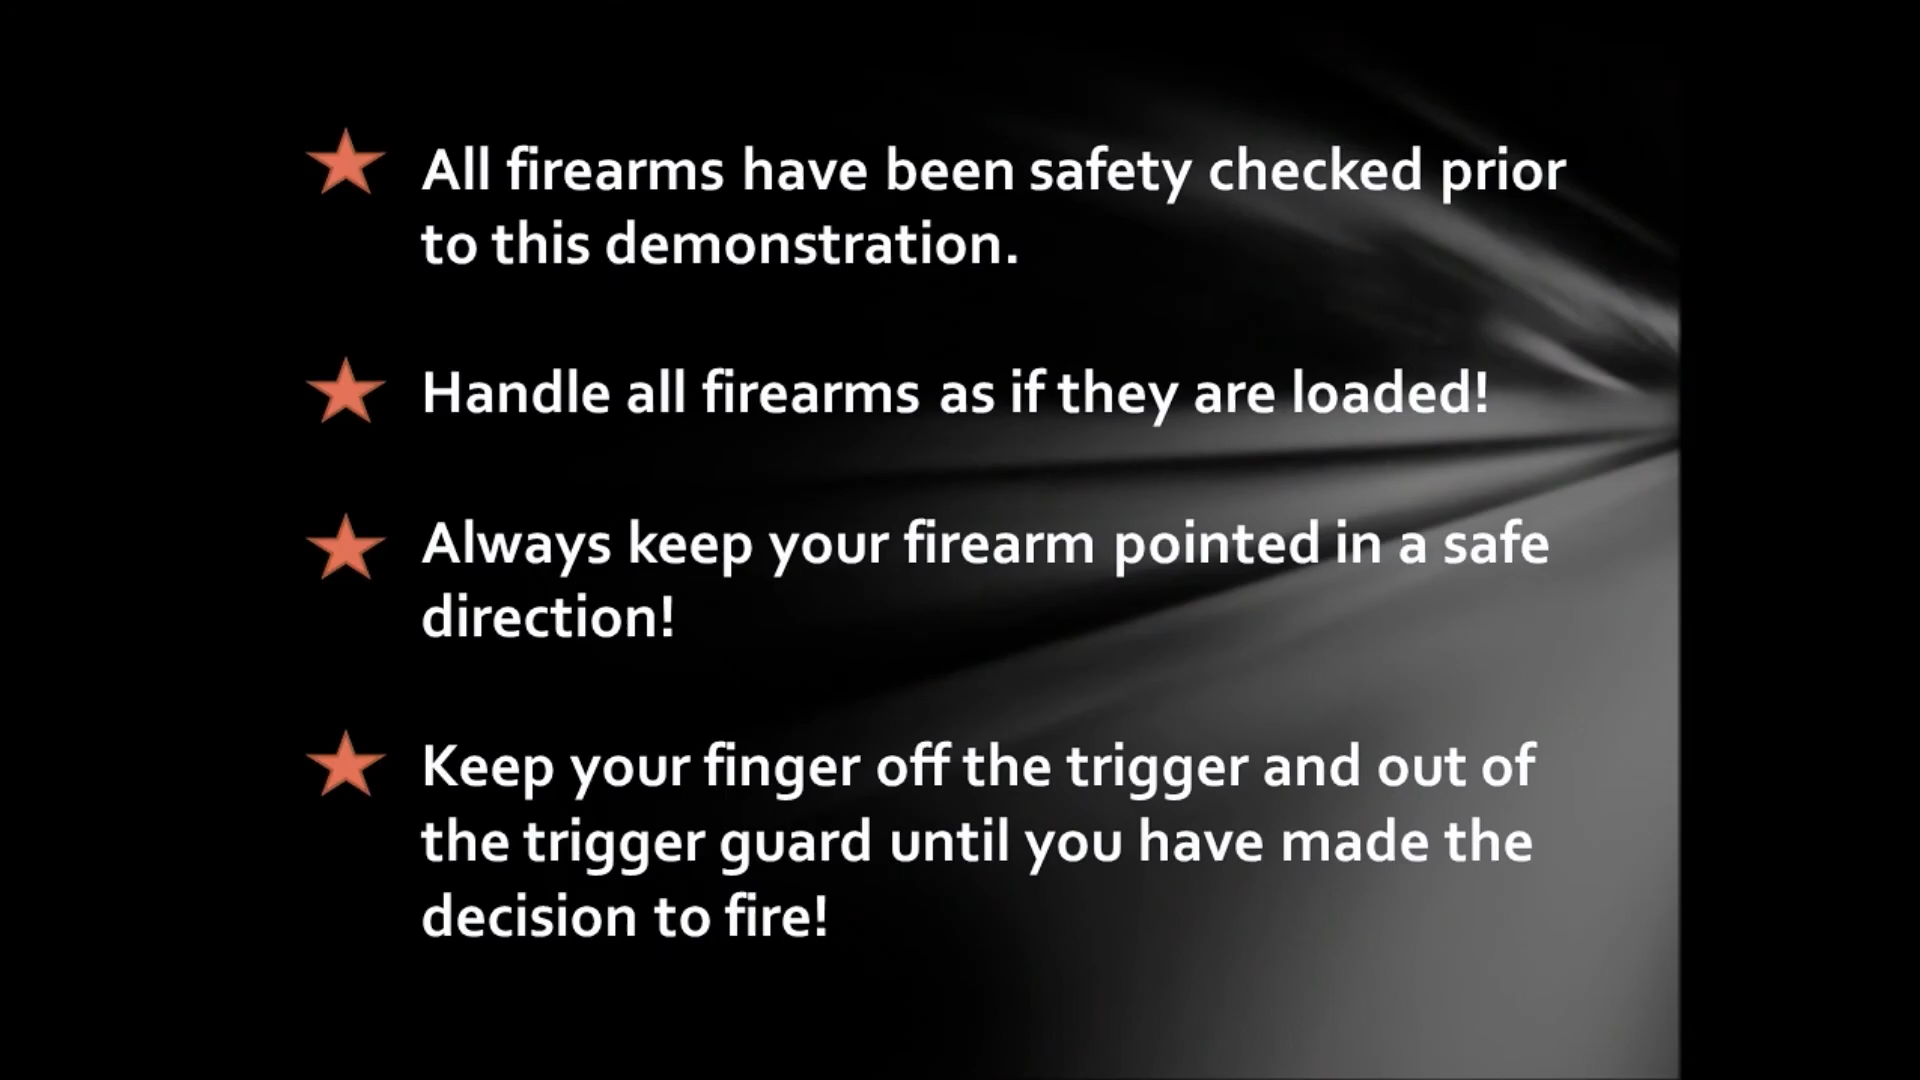 All firearms have been safety checked prior
to this demonstration.
Handle all firearms as if they are loaded!
Always keep your firearm pointed in a safe
direction!
Keep your finger off the trigger and out of
the trigger guard until you have made the
decision to fire!